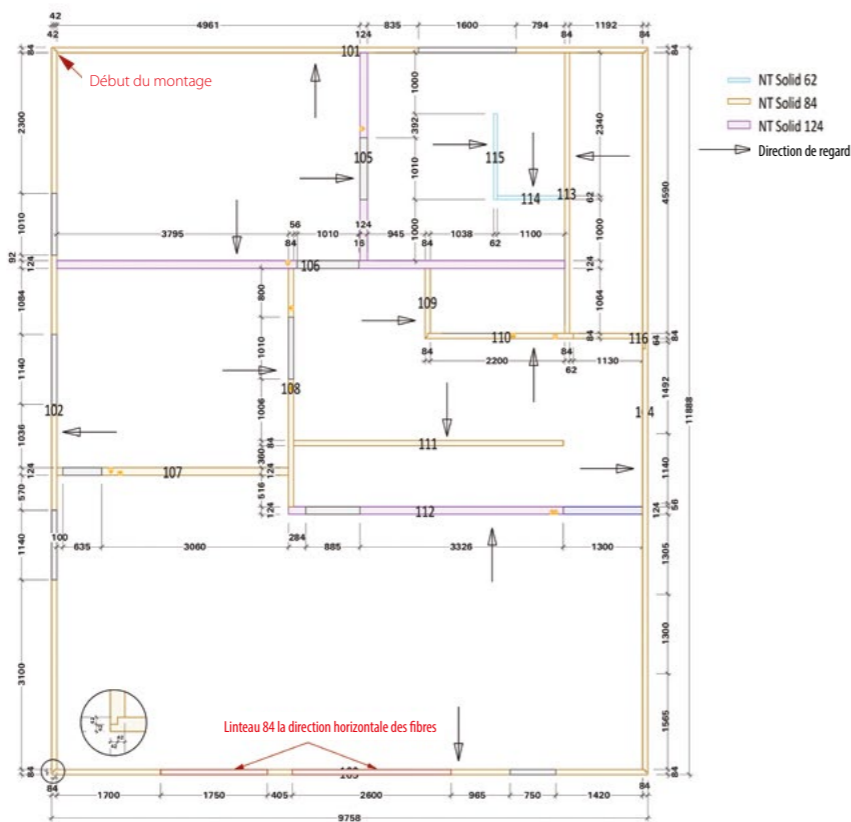 42
42 4961 124 835 1600 794 84 1192 84
84 101 84
Début du montage
NT Solid 62
NT Solid 84
NT Solid 124
Direction de regard
2300 1000 392 2340
105 1010 115 4590
1010 114 113 62
56 124
3795 1010 945 84 1038 1100 1000 1000
84 16 62
92 124 106 124
1084 800 109 1064
84 110 84 116 64 84
1010 84 2200 84 1130
62
1140 108 1492
102 1006 11888
1036 84 111
124 107 360 124 1140
570 516 124 112 124 56
100 635 3060 284 885 3326 1300 1305
1140
1300
3100
42
42
42
42
Linteau 84 la direction horizontale des fibres
1565
84 84
84 84
1700 1750 405 2600 965 750 1420
9758